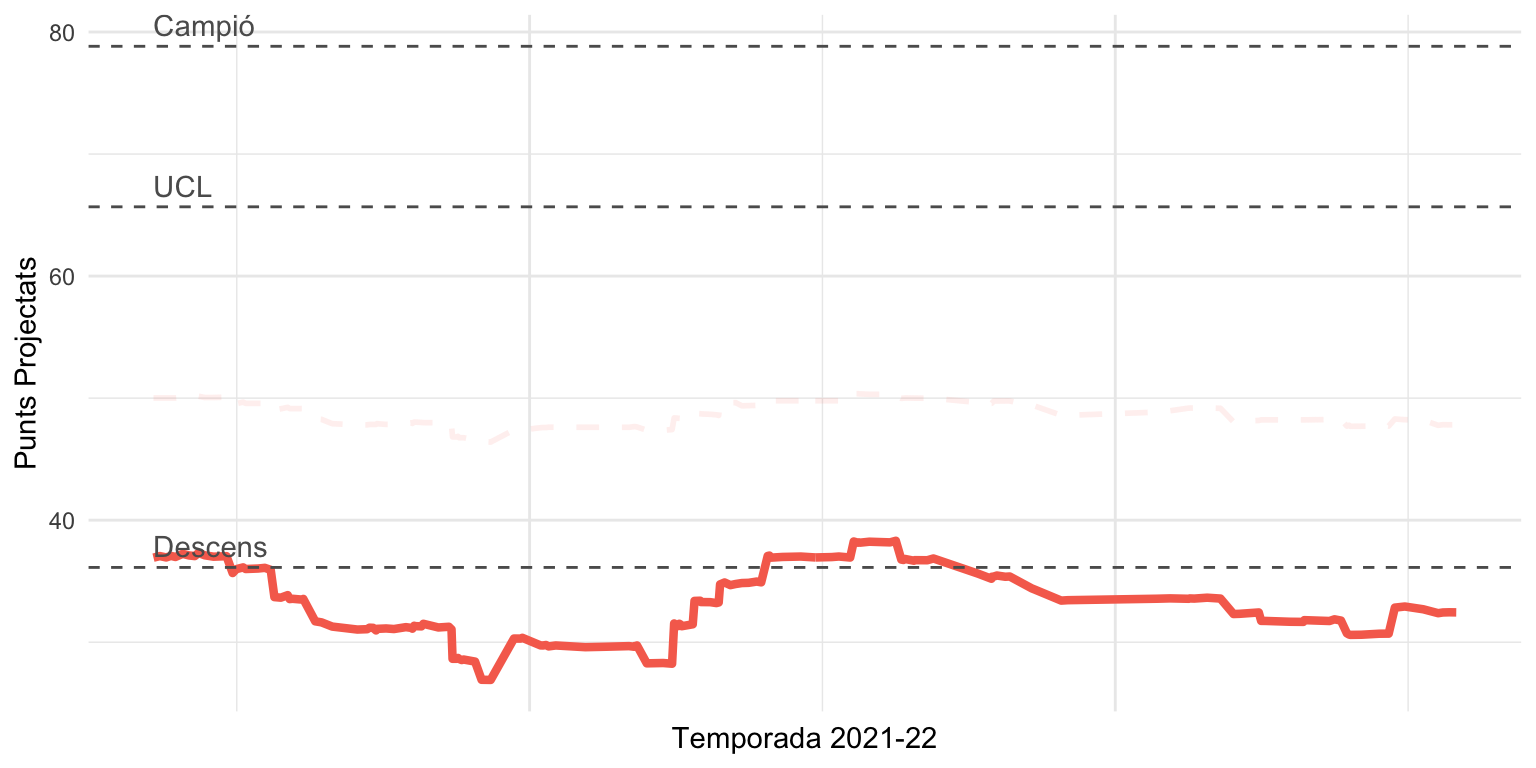 Campió
80
UCL
60
Punts Projectats
40
Descens
Temporada 2021-22